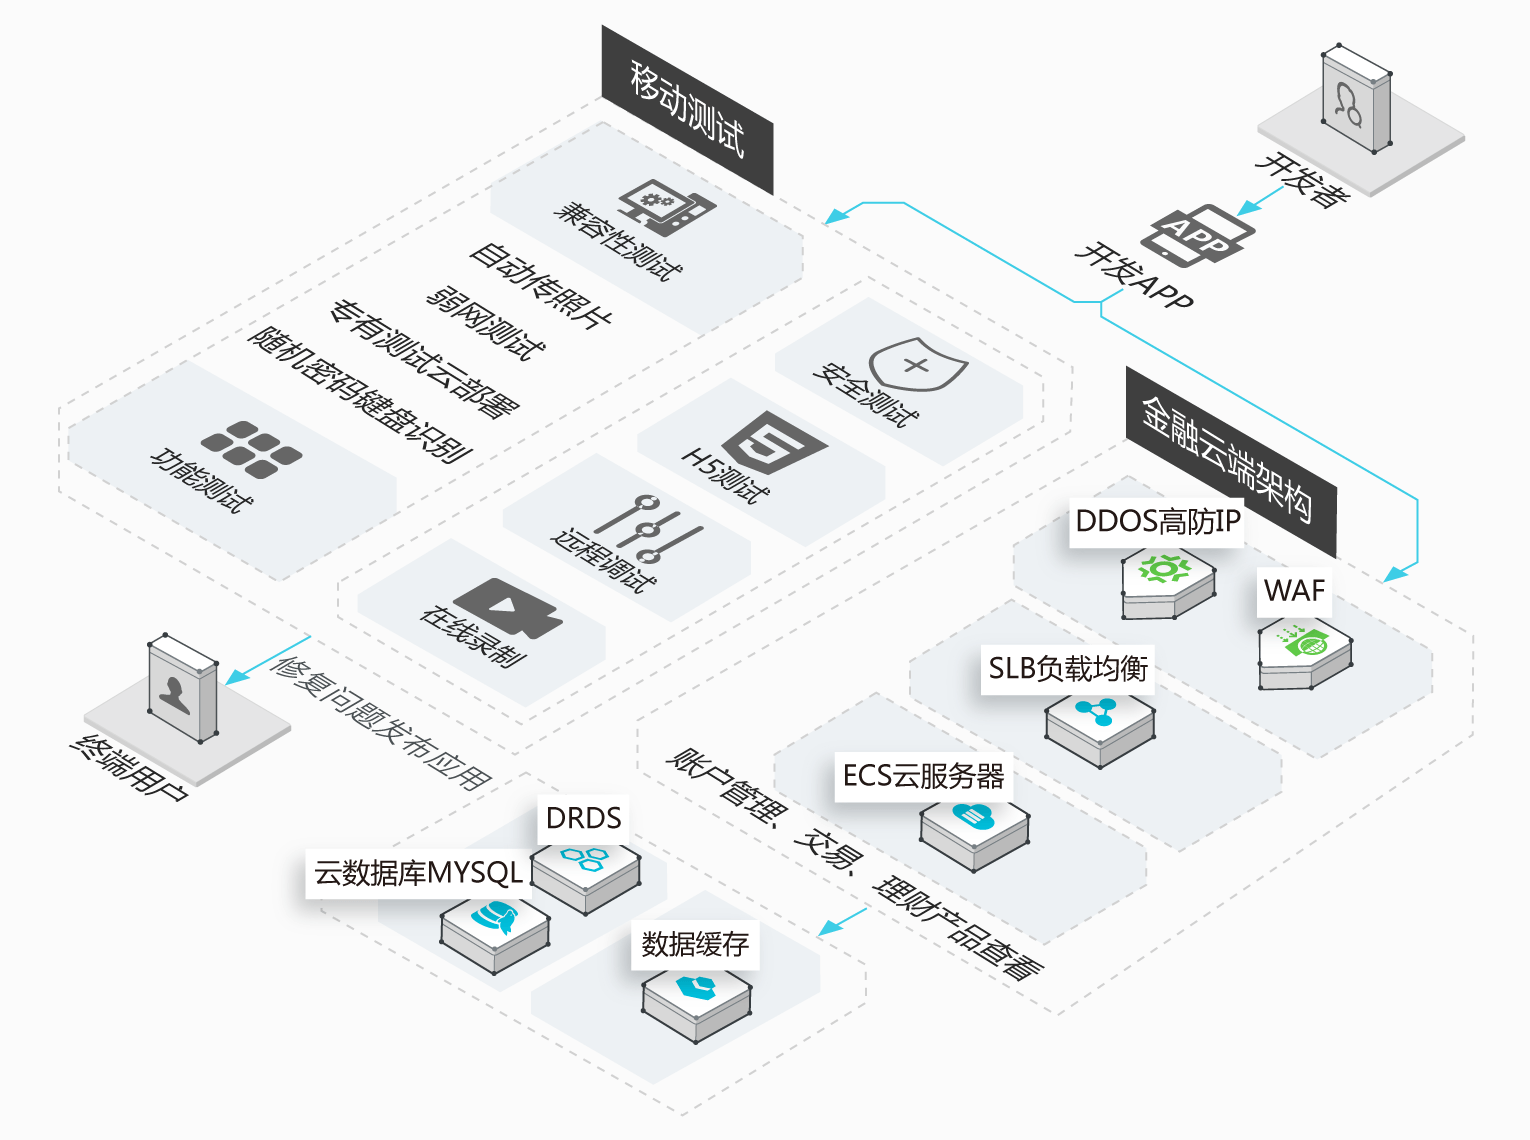 移动测试
开发者
APP
开发APP
兼容性测试
自动传照片
弱网测试
专有测试云部署
随机密码键盘识别
功能测试
安全测试
H5测试
远程调试
在线录制
金融云端架构
DDOS高防IP
WAF
SLB负载均衡
ECS云服务器
账户管理、交易、理财产品查看
修复问题发布应用
终端用户
DRDS
云数据库MYSQL
数据缓存